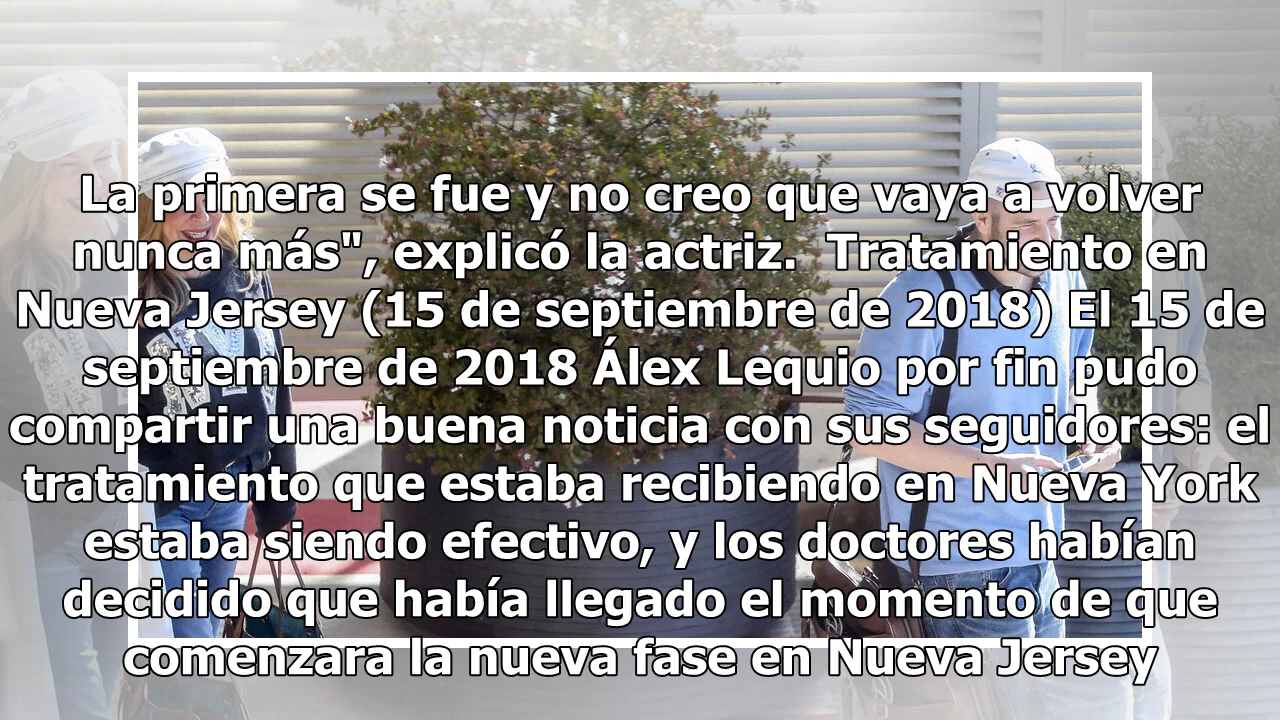 La primera se fue y no creo que vaya a volver
nunca más", explicó la actriz.  Tratamiento en
Nueva Jersey (15 de septiembre de 2018) El 15 de
septiembre de 2018 Álex Lequio por fin pudo
compartir una buena noticia con sus seguidores: el
tratamiento que estaba recibiendo en Nueva York
estaba siendo efectivo, y los doctores habían
decidido que había llegado el momento de que
comenzara la nueva fase en Nueva Jersey